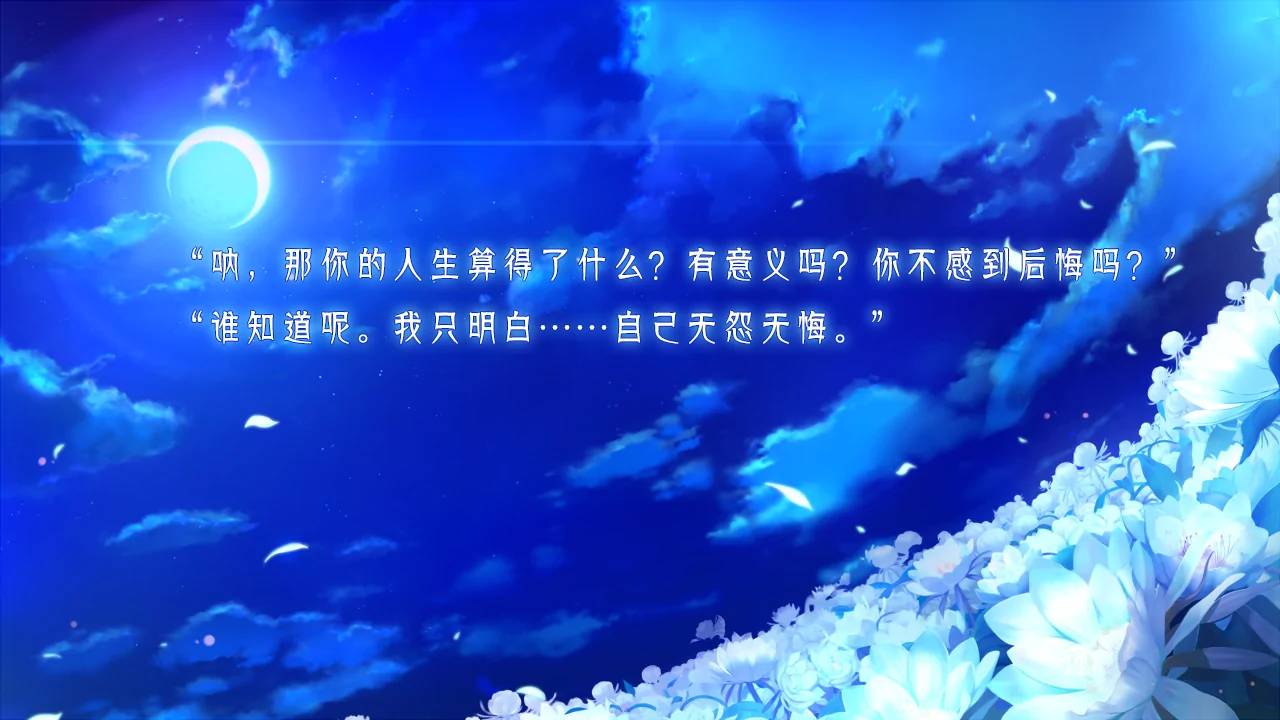 “呐，那你的人生算得了什么？有意义吗？你不感到后悔吗？”
“谁知道呢。我只明白……自己无怨无悔。”